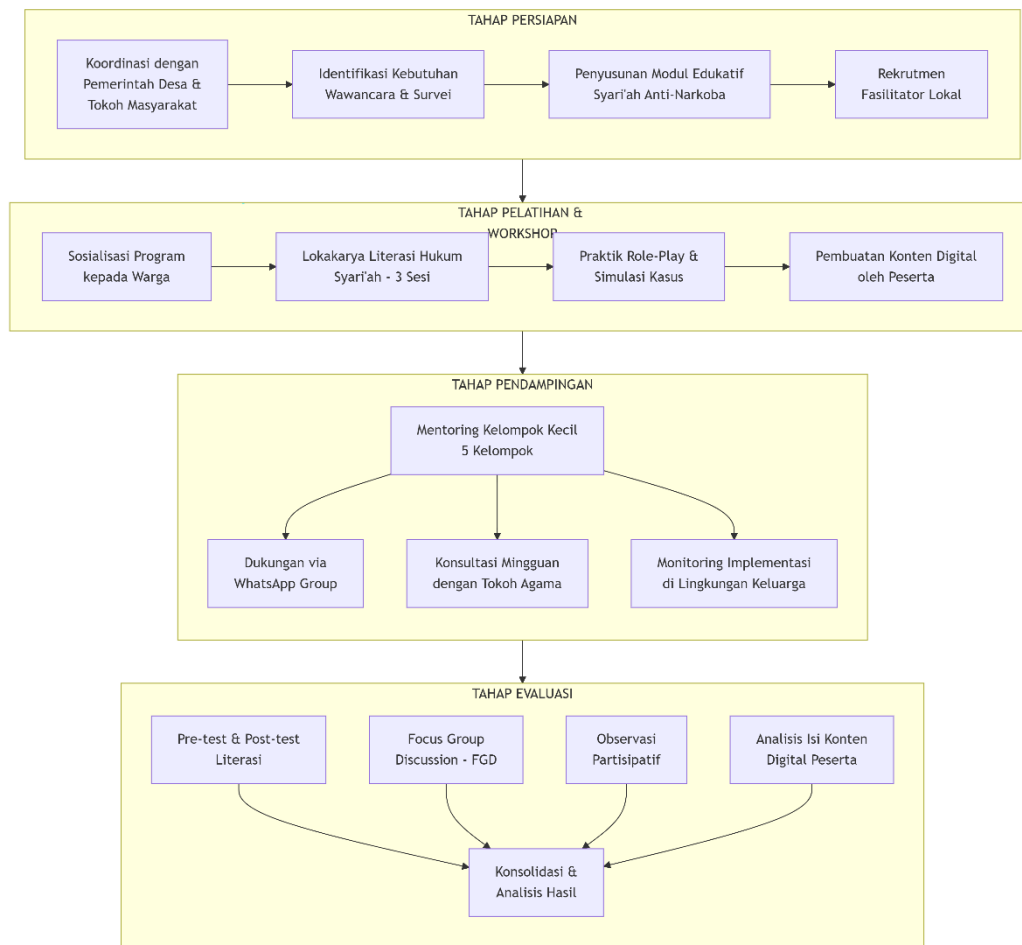 TAHAP PERSIAPAN
Koordinasi dengan
Pemerintah Desa &
Tokoh Masyarakat
Identifikasi Kebutuhan
Wawancara & Survei
Penyusunan Modul Edukatif
Syari'ah Anti-Narkoba
Rekrutmen
Fasilitator Lokal
TAHAP PELATIHAN &
WORKSHOP
Sosialisasi Program
kepada Warga
Lokakarya Literasi Hukum
Syari'ah - 3 Sesi
Praktik Role-Play &
Simulasi Kasus
Pembuatan Konten Digital
oleh Peserta
TAHAP PENDAMPINGAN
Mentoring Kelompok Kecil
5 Kelompok
Dukungan via
WhatsApp Group
Konsultasi Mingguan
dengan Tokoh Agama
Monitoring Implementasi
di Lingkungan Keluarga
TAHAP EVALUASI
Pre-test & Post-test
Literasi
Focus Group
Discussion - FGD
Observasi
Partisipatif
Analisis Isi Konten
Digital Peserta
Konsolidasi &
Analisis Hasil